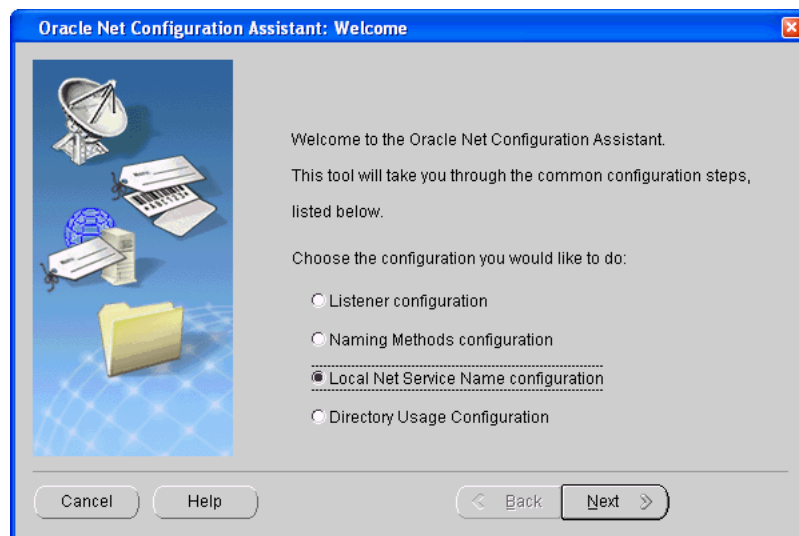 Oracle Net Configuration Assistant: Welcome
Welcome to the Oracle Net Configuration Assistant.
This tool will take you through the common configuration steps,
listed below.
Choose the configuration you would like to do:
Listener configuration
Naming Methods configuration
Local Net Service Name configuration
Directory Usage Configuration
Cancel
Help
Back
Next